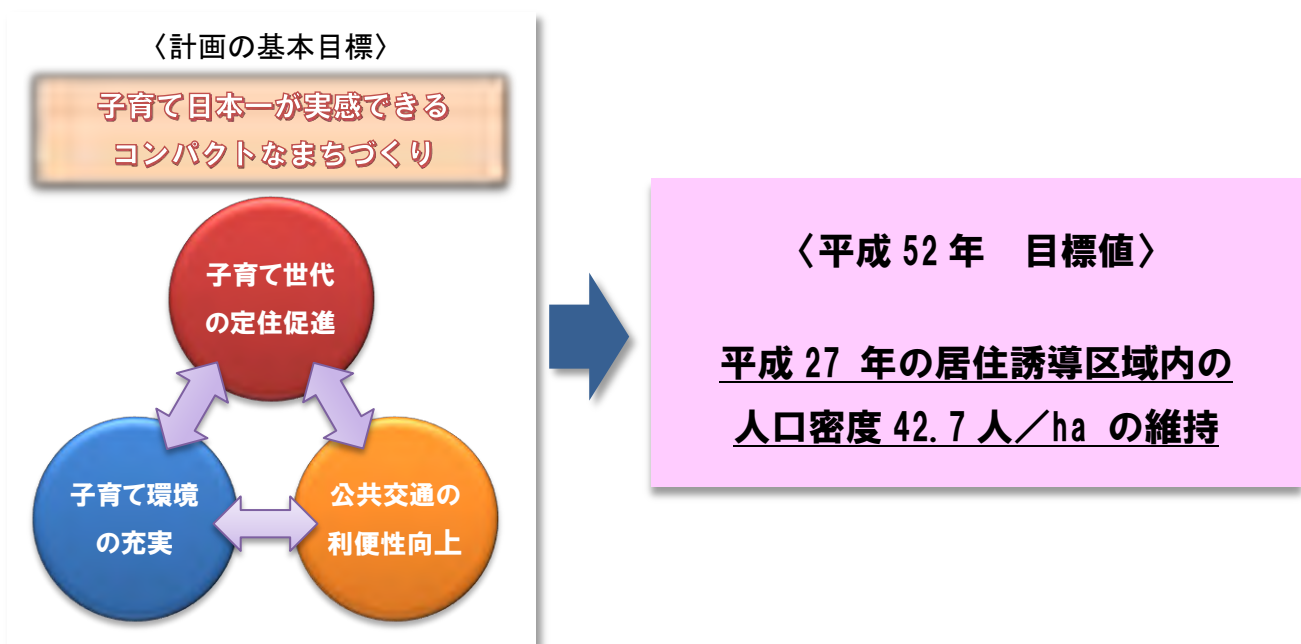 〈計画の基本目標〉
子育て日本一が実感できる
コンパクトなまちづくり
子育て世代
の定住促進
子育て環境
の充実
公共交通の
利便性向上
〈平成 52 年　目標値〉
平成 27 年の居住誘導区域内の
人口密度 42.7 人／ha の維持